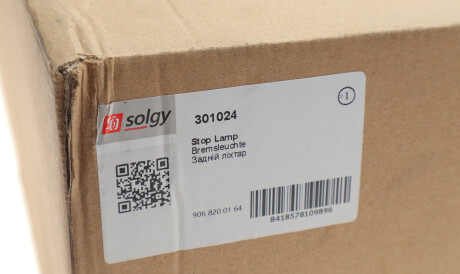 solgy
301024
1
Stop Lamp
Bremsleuchte
Задній ліхтар
906 820 01 64
8418578109896